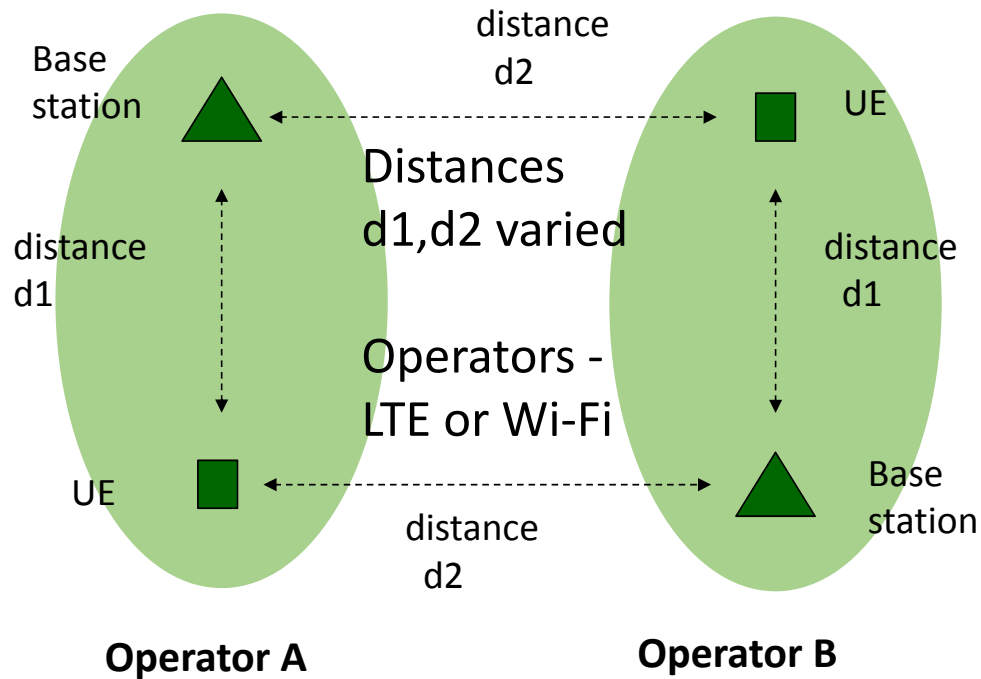 distance
d2
Base
station
UE
Distances
d1,d2 varied
distance
d1
distance
d1
Operators -
LTE or Wi-Fi
UE
Base
station
distance
d2
Operator A
Operator B